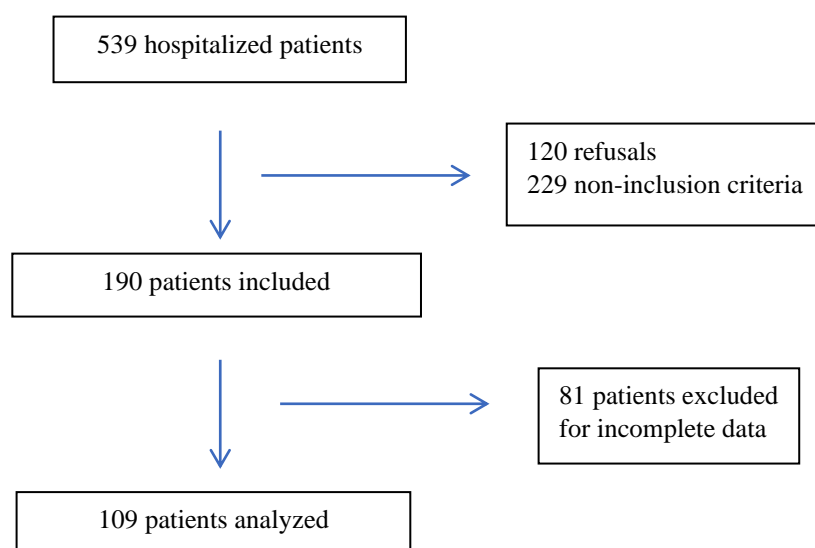 539 hospitalized patients
120 refusals
229 non-inclusion criteria
190 patients included
81 patients excluded
for incomplete data
109 patients analyzed